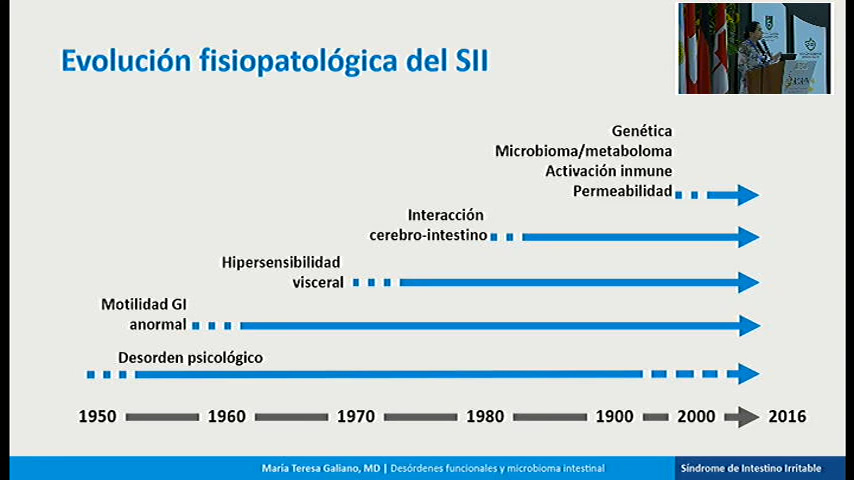 Evolución fisiopatológica del SII
Genética
Microbioma/metaboloma
Activación inmune
Permeabilidad
Interacción
cerebro-intestino
Hipersensibilidad
visceral
Motilidad GI
anormal
Desorden psicológico
1950 1960 1970 1980 1900 2000 2016
María Teresa Galiano, MD | Desórdenes funcionales y microbioma intestinal
Síndrome de Intestino Irritable